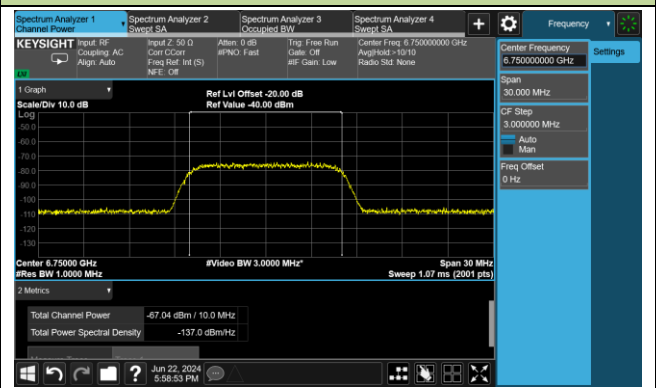 Spectrum Analyzer 1
Channel Power
Spectrum Analyzer 2
Swept SA
Spectrum Analyzer 3
Occupied BW
Spectrum Analyzer 4
Swept SA
Frequency
KEYSIGHT
Input: RF
Coupling: AC
Align: Auto
Input Z: 50 Ω
Corr CCorr
Freq Ref: Int (S)
NFE: Off
Atten: 0 dB
#PNO: Fast
Trig: Free Run
Gate: Off
#IF Gain: Low
Center Freq: 6.750000000 GHz
Avg|Hold:>10/10
Radio Std: None
1 Graph
Scale/Div 10.0 dB
Ref Lvl Offset -20.00 dB
Ref Value -40.00 dBm
Log
-50.0
-60.0
-70.0
-80.0
-90.0
-100
-110
-120
-130
Center 6.75000 GHz
#Res BW 1.0000 MHz
#Video BW 3.0000 MHz*
Span 30 MHz
Sweep 1.07 ms (2001 pts)
2 Metrics
Total Channel Power -67.04 dBm / 10.0 MHz
Total Power Spectral Density -137.0 dBm/Hz
Jun 22, 2024
5:58:53 PM
Center Frequency
6.750000000 GHz
Settings
Span
30.000 MHz
CF Step
3.000000 MHz
Auto
Man
Freq Offset
0 Hz